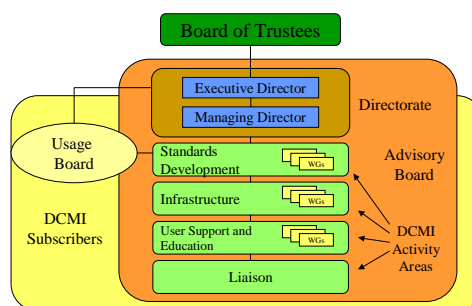 Board of Trustees
Executive Director
Managing Director
Directorate
Usage
Board
Standards
Development
WGs
Advisory
Board
Infrastructure
WGs
DCMI
Subscribers
User Support and
Education
WGs
DCMI
Activity
Areas
Liaison